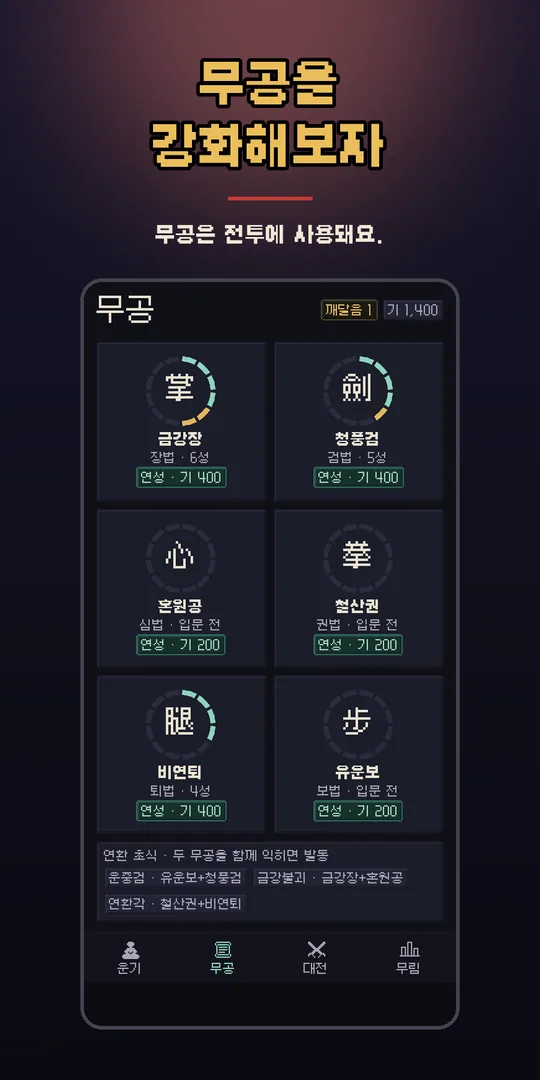 무공을
강화해보자
무공은 전투에 사용돼요.
무공
깨달음 1
기 1,400
掌
금강장
장법 · 6성
연성 · 기 400
劍
청풍검
검법 · 5성
연성 · 기 400
心
혼원공
심법 · 입문 전
연성 · 기 200
拳
철산권
권법 · 입문 전
연성 · 기 200
腿
비연퇴
퇴법 · 4성
연성 · 기 400
步
유운보
보법 · 입문 전
연성 · 기 200
연환 초식 · 두 무공을 함께 익히면 발동
운중검 · 유운보+청풍검
금강불괴 · 금강장+혼원공
연환각 · 철산권+비연퇴
운기
무공
대전
무림